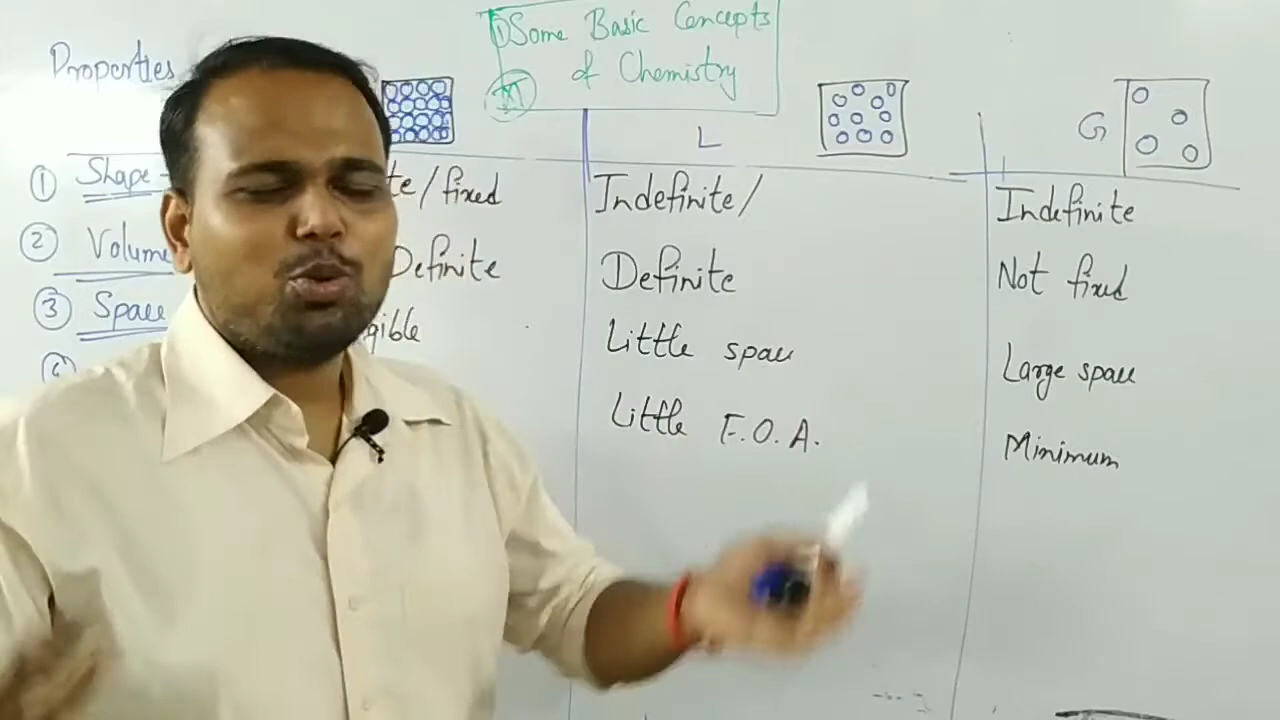 ① Some Basic Concepts
of Chemistry
Properties
L
G
① Shape -
te/fixed
Indefinite/
Indefinite
② Volume
Definite
Definite
Not fixed
③ Space
gible
Little space
Large space
Little F.O.A.
Minimum